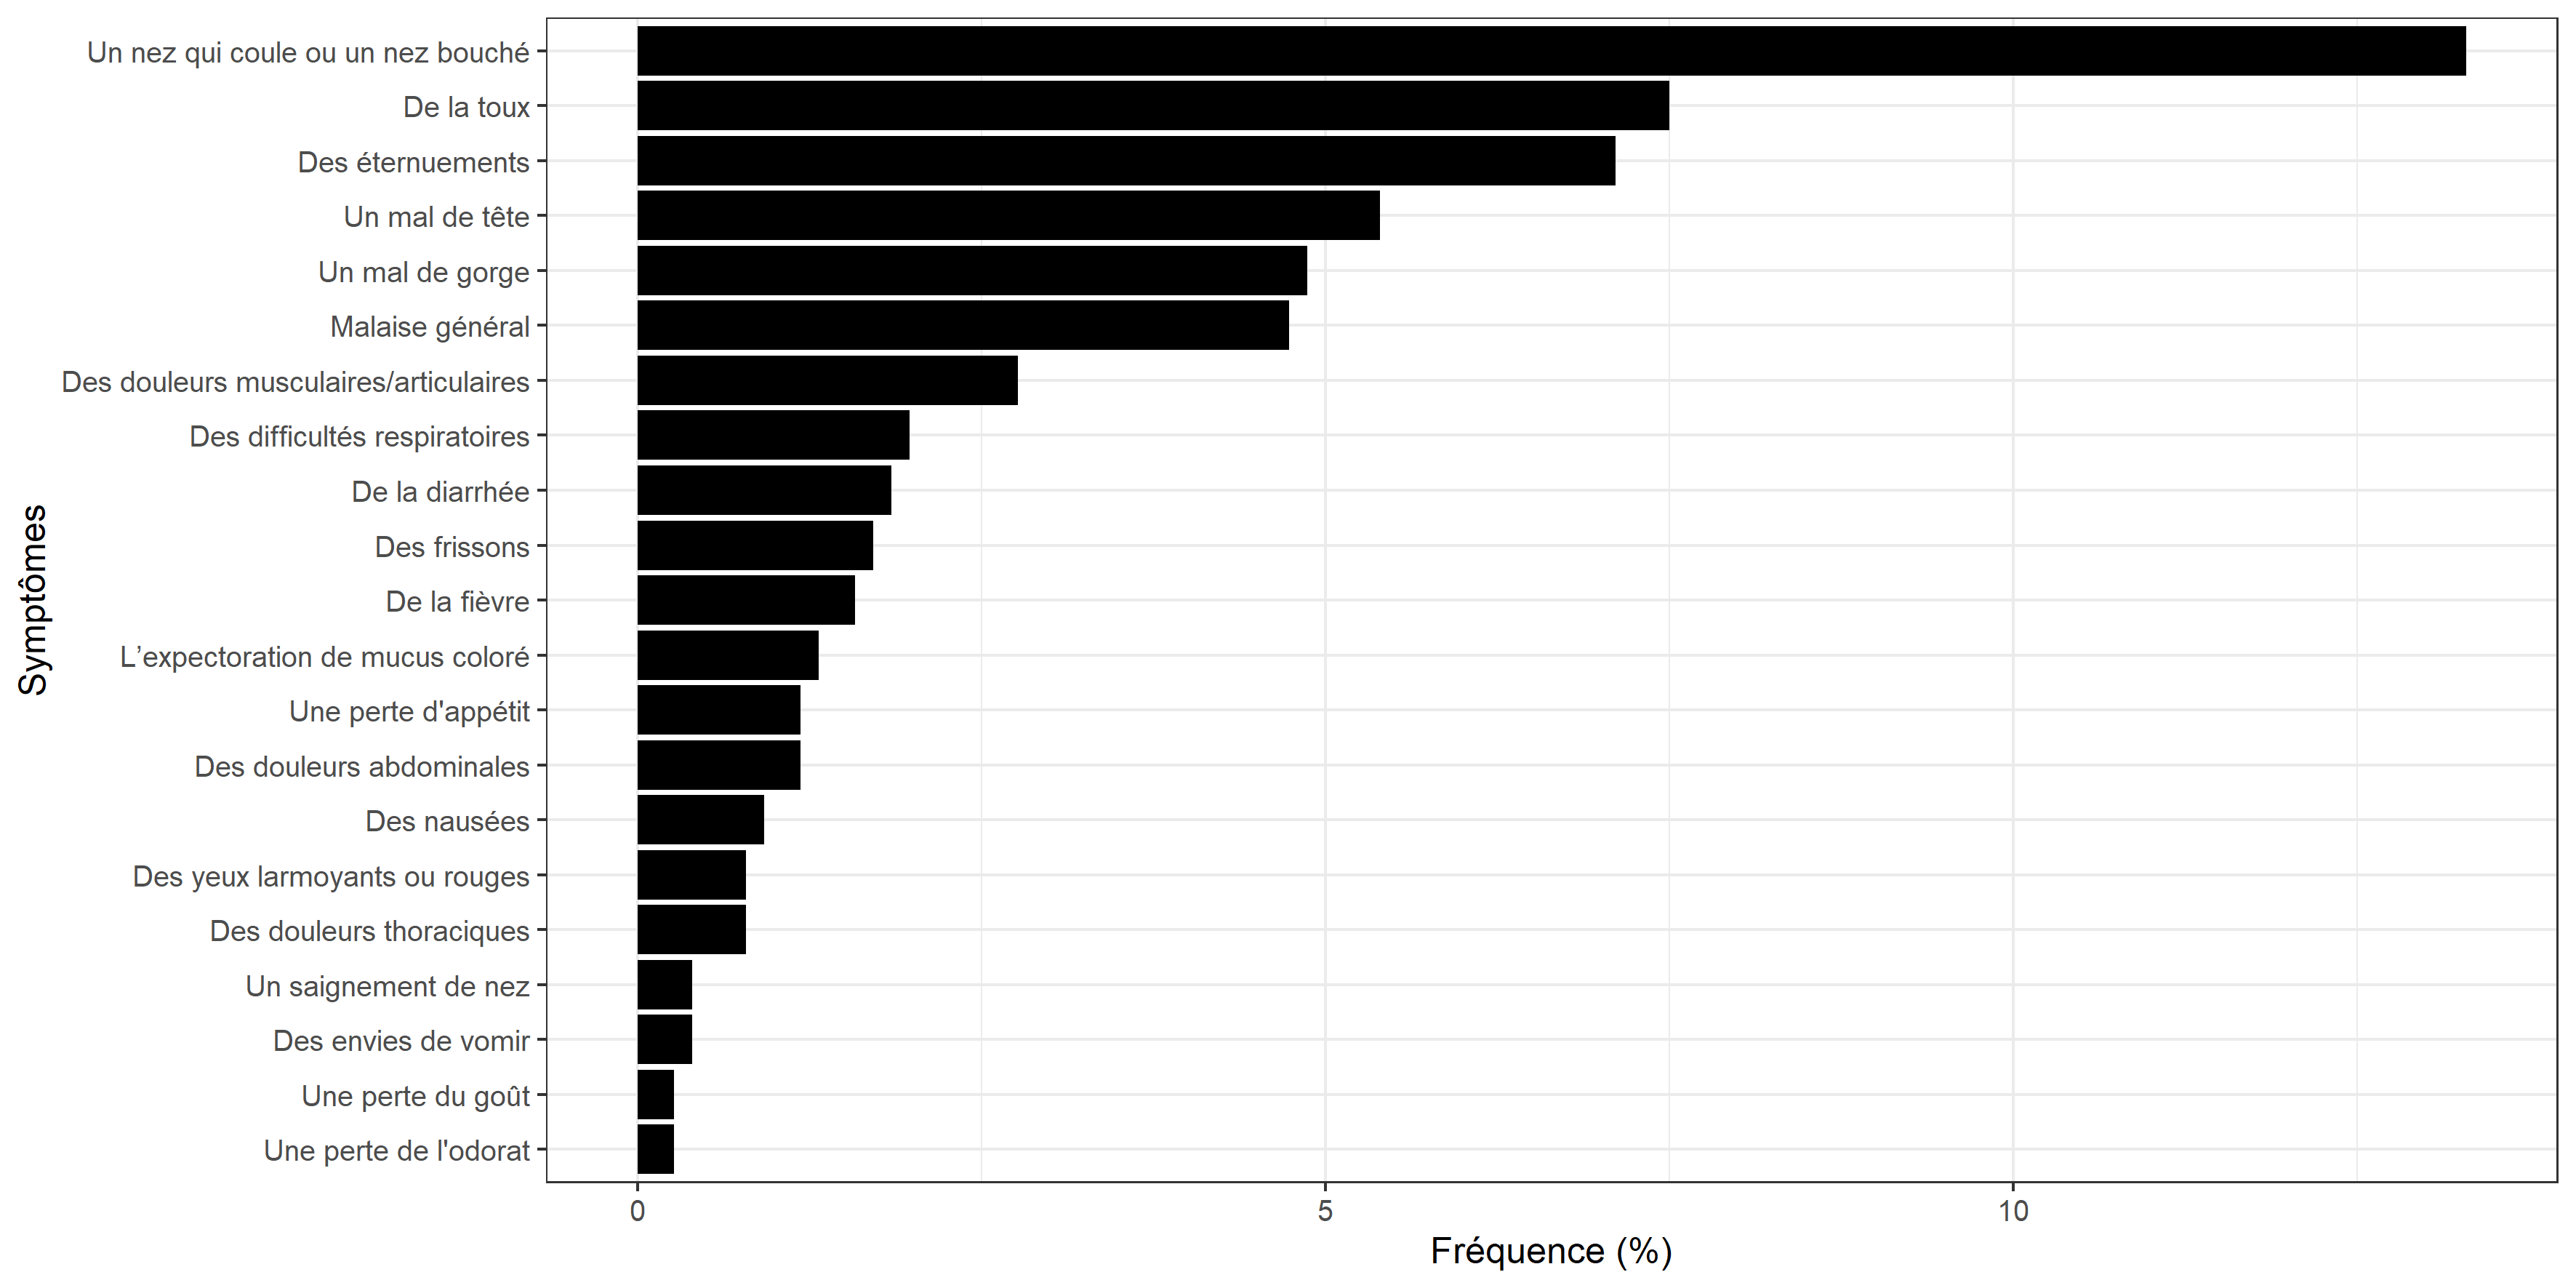 Symptômes
Un nez qui coule ou un nez bouché
De la toux
Des éternuements
Un mal de tête
Un mal de gorge
Malaise général
Des douleurs musculaires/articulaires
Des difficultés respiratoires
De la diarrhée
Des frissons
De la fièvre
L’expectoration de mucus coloré
Une perte d'appétit
Des douleurs abdominales
Des nausées
Des yeux larmoyants ou rouges
Des douleurs thoraciques
Un saignement de nez
Des envies de vomir
Une perte du goût
Une perte de l'odorat
0 5 10
Fréquence (%)